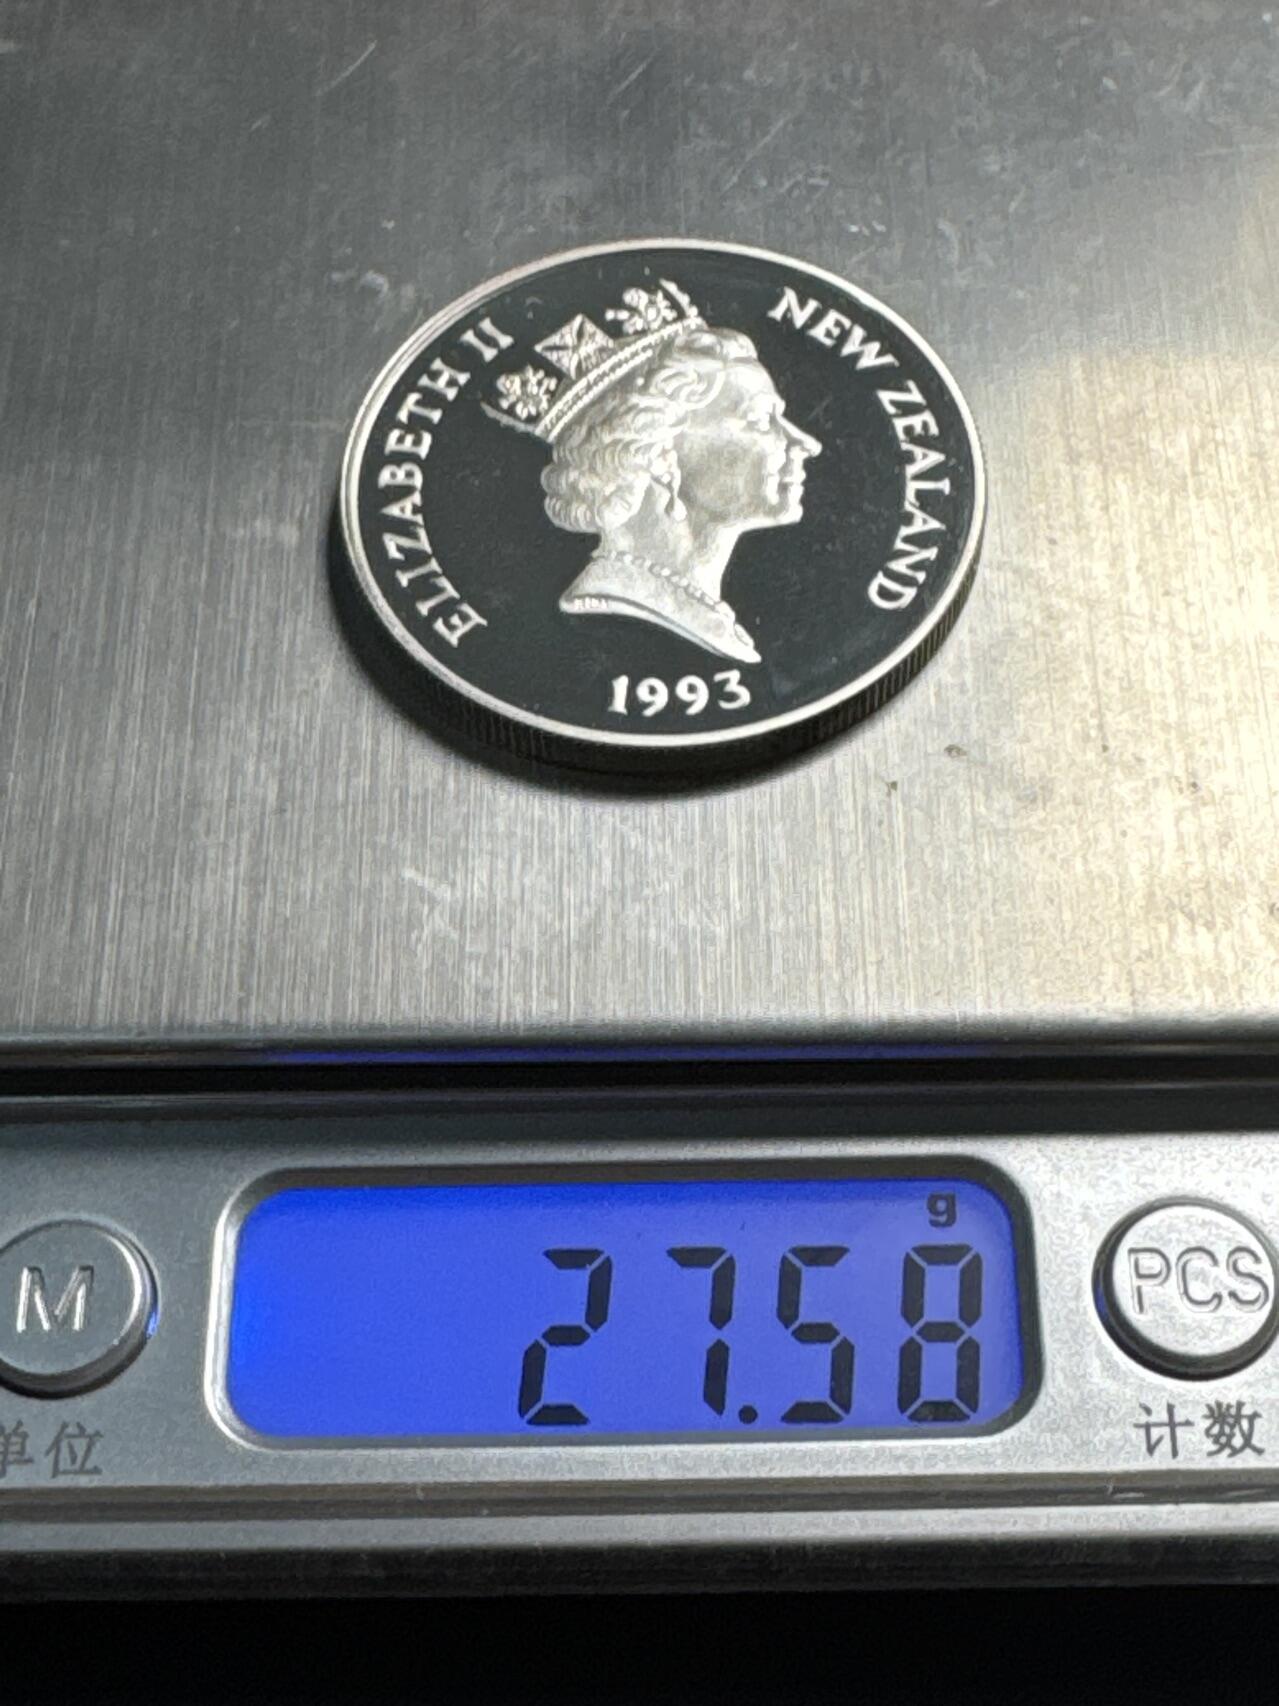 ELIZABETH II
NEW ZEALAND
1993
g
27.58
M
PCS
单位
计数